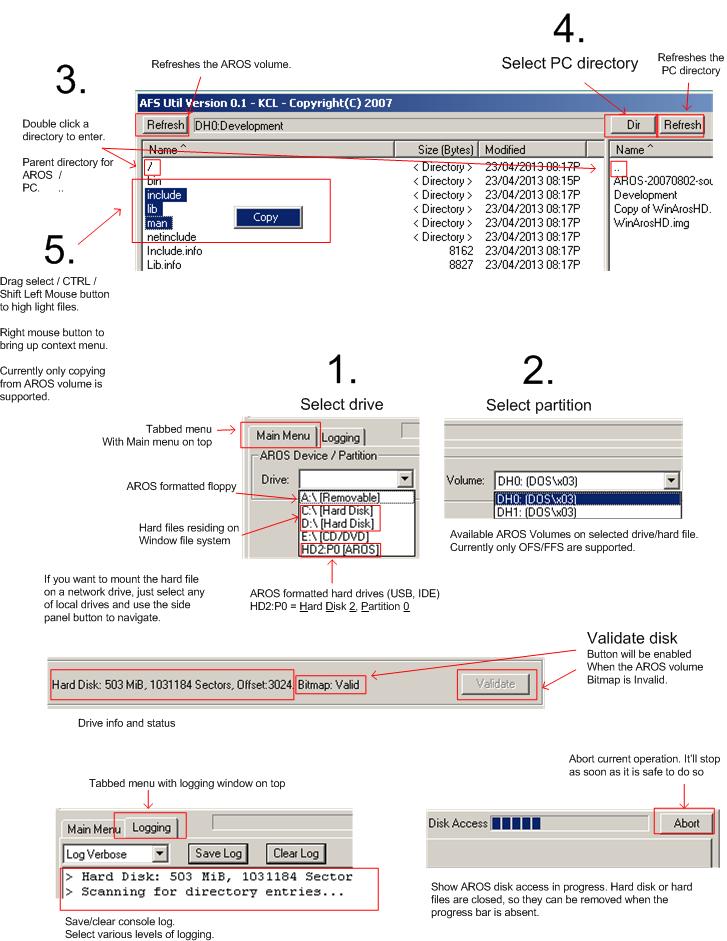 4.
Select PC directory
3.
Refreshes the AROS volume.
Refreshes the
PC directory
AFS Util Version 0.1 - KCL - Copyright(C) 2007
Refresh DH0:Development Dir Refresh
Double click a
directory to enter.
Parent directory for
AROS /
PC. ..
Name ^ Size (Bytes) Modified Name ^
/ < Directory > 23/04/2013 08:17P ..
bin < Directory > 23/04/2013 08:15P AROS-20070802-sou
include < Directory > 23/04/2013 08:17P Development
lib < Directory > 23/04/2013 08:17P Copy of WinArosHD.
man < Directory > 23/04/2013 08:17P WinArosHD.img
Copy
netinclude < Directory > 23/04/2013 08:17P
Include.info 8162 23/04/2013 08:17P
Lib.info 8827 23/04/2013 08:17P
5.
Drag select / CTRL /
Shift Left Mouse button
to high light files.
Right mouse button to
bring up context menu.
Currently only copying
from AROS volume is
supported.
1.
Select drive
2.
Select partition
Tabbed menu
With Main menu on top
Main Menu Logging
AROS Device / Partition
Drive:
AROS formatted floppy
A:\ [Removable]
C:\ [Hard Disk]
D:\ [Hard Disk]
E:\ [CD/DVD]
HD2:P0 [AROS]
Hard files residing on
Window file system
Volume: DH0: (DOS\x03)
DH0: (DOS\x03)
DH1: (DOS\x03)
Available AROS Volumes on selected drive/hard file.
Currently only OFS/FFS are supported.
If you want to mount the hard file
on a network drive, just select any
of local drives and use the side
panel button to navigate.
AROS formatted hard drives (USB, IDE)
HD2:P0 = Hard Disk 2, Partition 0
Validate disk
Button will be enabled
When the AROS volume
Bitmap is Invalid.
Hard Disk: 503 MiB, 1031184 Sectors, Offset:3024, Bitmap: Valid Validate
Drive info and status
Abort current operation. It'll stop
as soon as it is safe to do so
Tabbed menu with logging window on top
Main Menu Logging
Log Verbose Save Log Clear Log
> Hard Disk: 503 MiB, 1031184 Sector
> Scanning for directory entries...
Save/clear console log.
Select various levels of logging.
Disk Access Abort
Show AROS disk access in progress. Hard disk or hard
files are closed, so they can be removed when the
progress bar is absent.